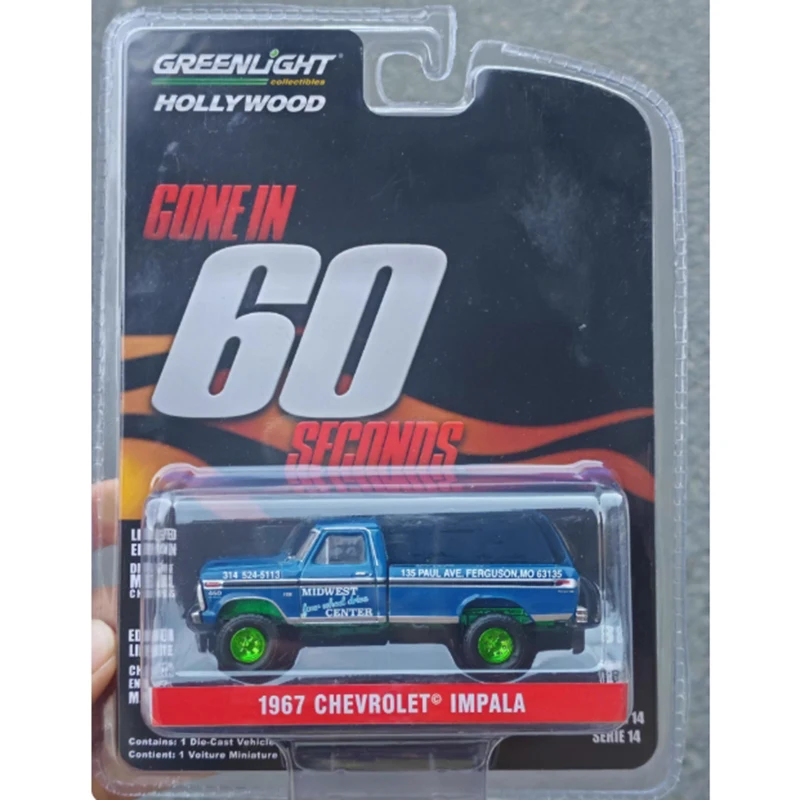 GREENLIGHT
collectibles
HOLLYWOOD
GONE IN
60
SECONDS
314 524-5113
MIDWEST
four wheel drive
CENTER
135 PAUL AVE. FERGUSON, MO 63135
1967 CHEVROLET© IMPALA
Contains: 1 Die-Cast Vehicle
Contient: 1 Voiture Miniature
SERIE 14